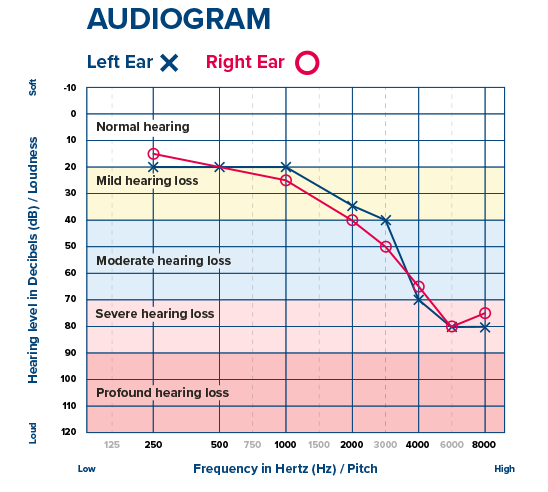 AUDIOGRAM
Left Ear
Right Ear
Soft
Hearing level in Decibels (dB) / Loudness
Loud
-10
0
Normal hearing
10
20
Mild hearing loss
30
40
50
Moderate hearing loss
60
70
Severe hearing loss
80
90
100
Profound hearing loss
110
120
125 250 500 750 1000 1500 2000 3000 4000 6000 8000
Low Frequency in Hertz (Hz) / Pitch High